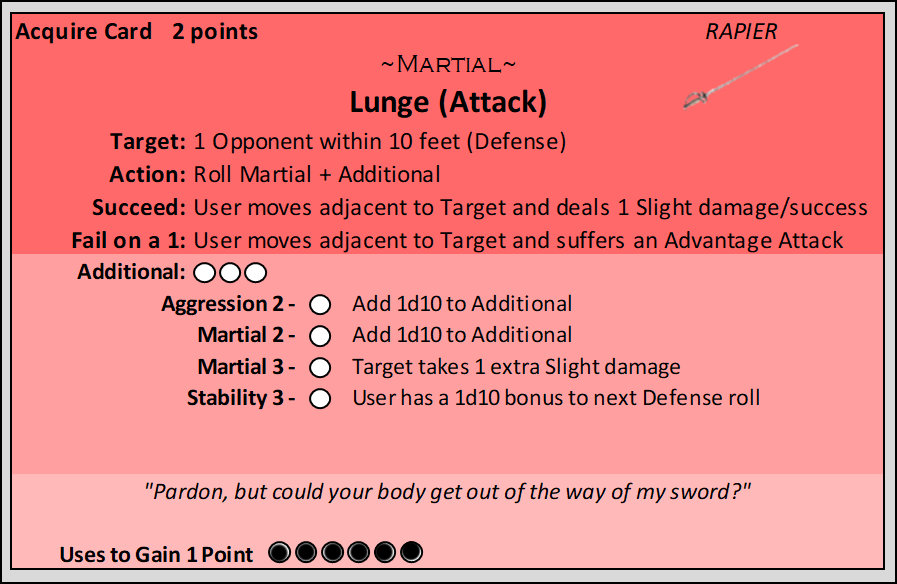 Acquire Card 2 points RAPIER
~MARTIAL~
Lunge (Attack)
Target: 1 Opponent within 10 feet (Defense)
Action: Roll Martial + Additional
Succeed: User moves adjacent to Target and deals 1 Slight damage/success
Fail on a 1: User moves adjacent to Target and suffers an Advantage Attack
Additional:
Aggression 2 - Add 1d10 to Additional
Martial 2 - Add 1d10 to Additional
Martial 3 - Target takes 1 extra Slight damage
Stability 3 - User has a 1d10 bonus to next Defense roll
"Pardon, but could your body get out of the way of my sword?"
Uses to Gain 1 Point